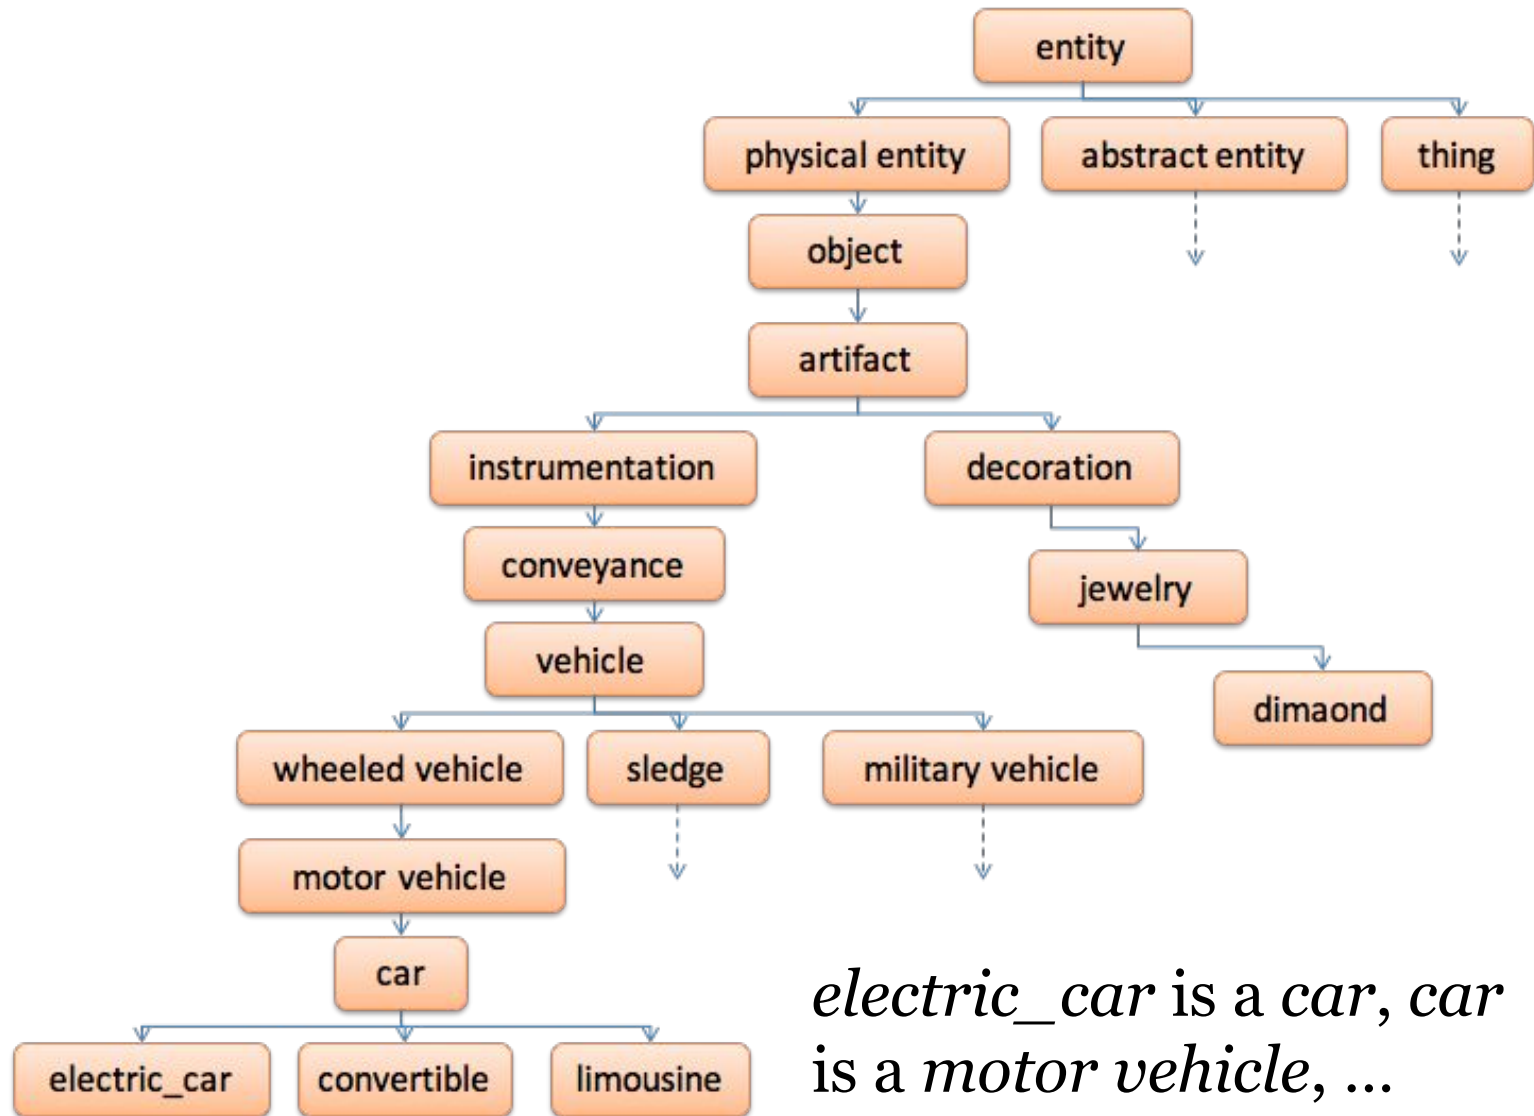 entity
physical entity
abstract entity
thing
object
artifact
instrumentation
decoration
conveyance
jewelry
vehicle
dimaond
wheeled vehicle
sledge
military vehicle
motor vehicle
car
electric_car is a car, car
is a motor vehicle, ...
electric_car
convertible
limousine